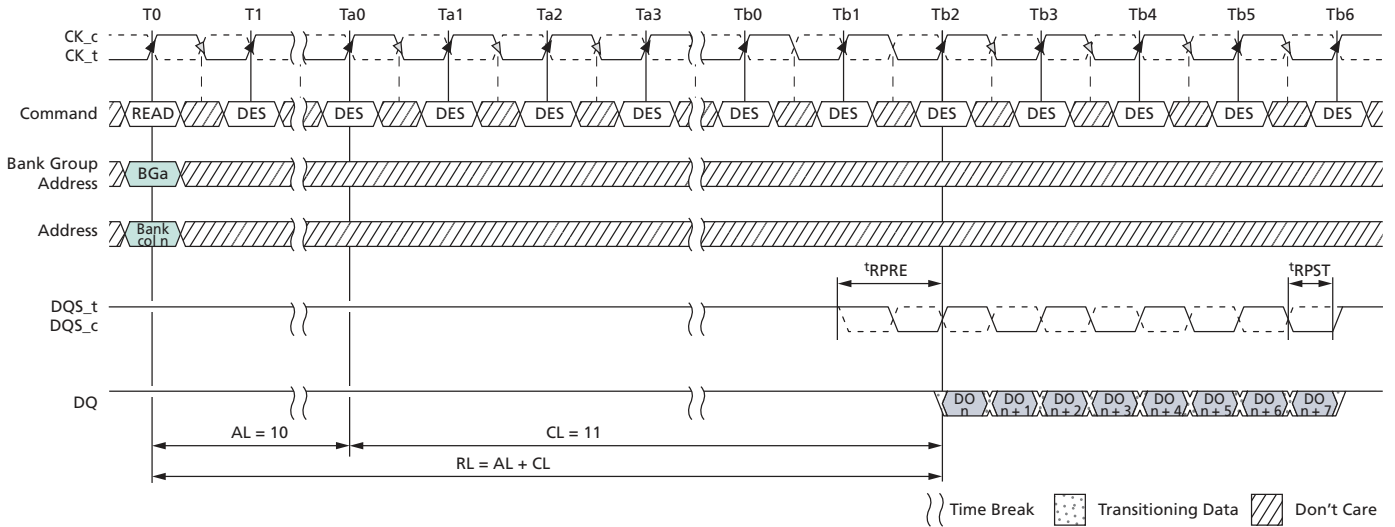 T0 T1 Ta0 Ta1 Ta2 Ta3 Tb0 Tb1 Tb2 Tb3 Tb4 Tb5 Tb6
CK_c
CK_t
Command READ DES DES DES DES DES DES DES DES DES DES DES DES
Bank Group
Address
BGa
Address
Bank
col n
tRPRE tRPST
DQS_t
DQS_c
DQ
DO DO DO DO DO DO DO DO
n n + 1 n + 2 n + 3 n + 4 n + 5 n + 6 n + 7
AL = 10 CL = 11
RL = AL + CL
Time Break Transitioning Data Don't Care